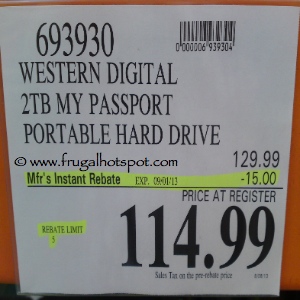 693930
0000006939304
WESTERN DIGITAL
2TB MY PASSPORT
PORTABLE HARD DRIVE
www.frugalhotspot.com
129.99
Mfr's Instant Rebate EXP. 09/01/13 -15.00
PRICE AT REGISTER
REBATE LIMIT
5
114.99
Sales Tax on the pre-rebate price